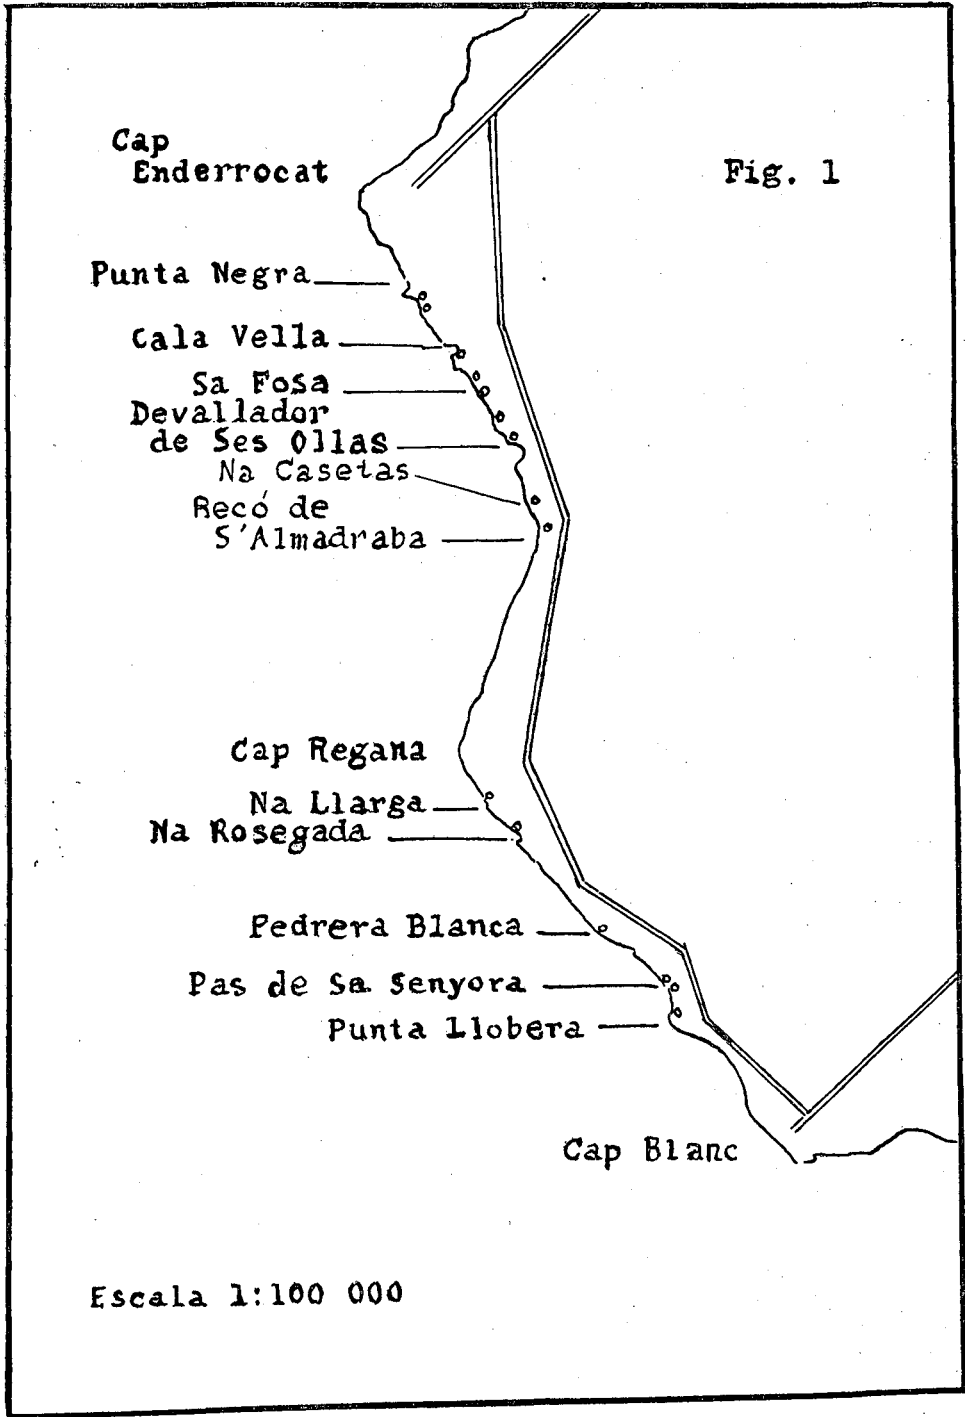 Cap
Enderrocat
Fig. 1
Punta Negra
Cala Vella
Sa Fosa
Devallador
de Ses Ollas
Na Casetas
Recó de
S'Almadraba
Cap Regana
Na Llarga
Na Rosegada
Pedrera Blanca
Pas de Sa Senyora
Punta Llobera
Cap Blanc
Escala 1:100 000